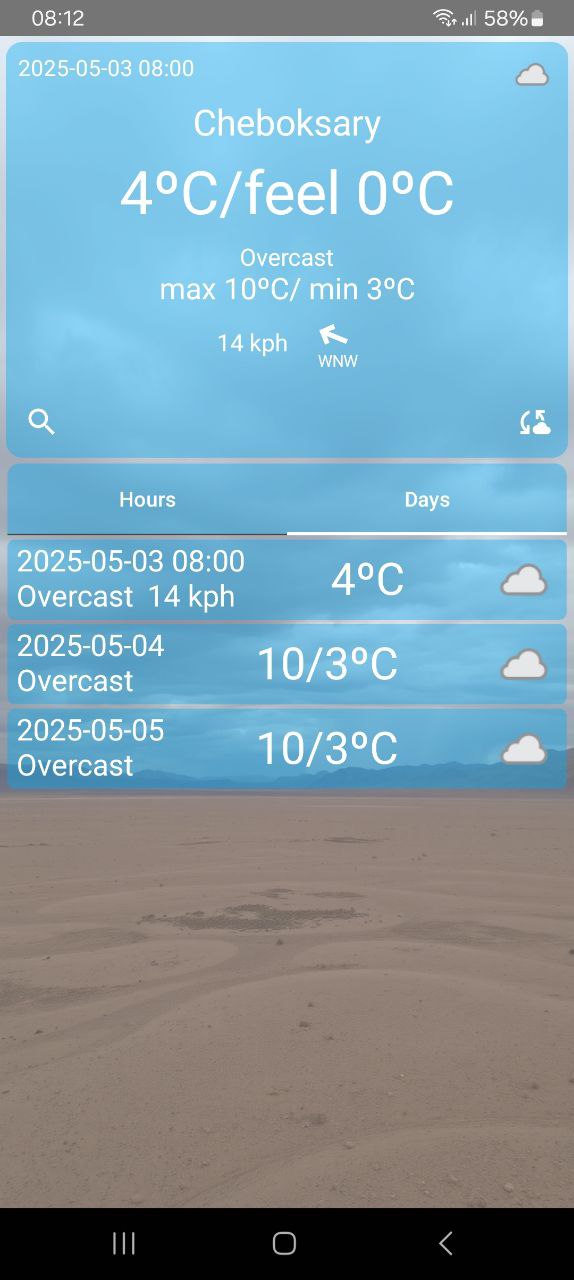 08:12 58%
2025-05-03 08:00
Cheboksary
4ºC/feel 0ºC
Overcast
max 10ºC/ min 3ºC
14 kph
WNW
Hours Days
2025-05-03 08:00
Overcast 14 kph
4ºC
2025-05-04
Overcast
10/3ºC
2025-05-05
Overcast
10/3ºC